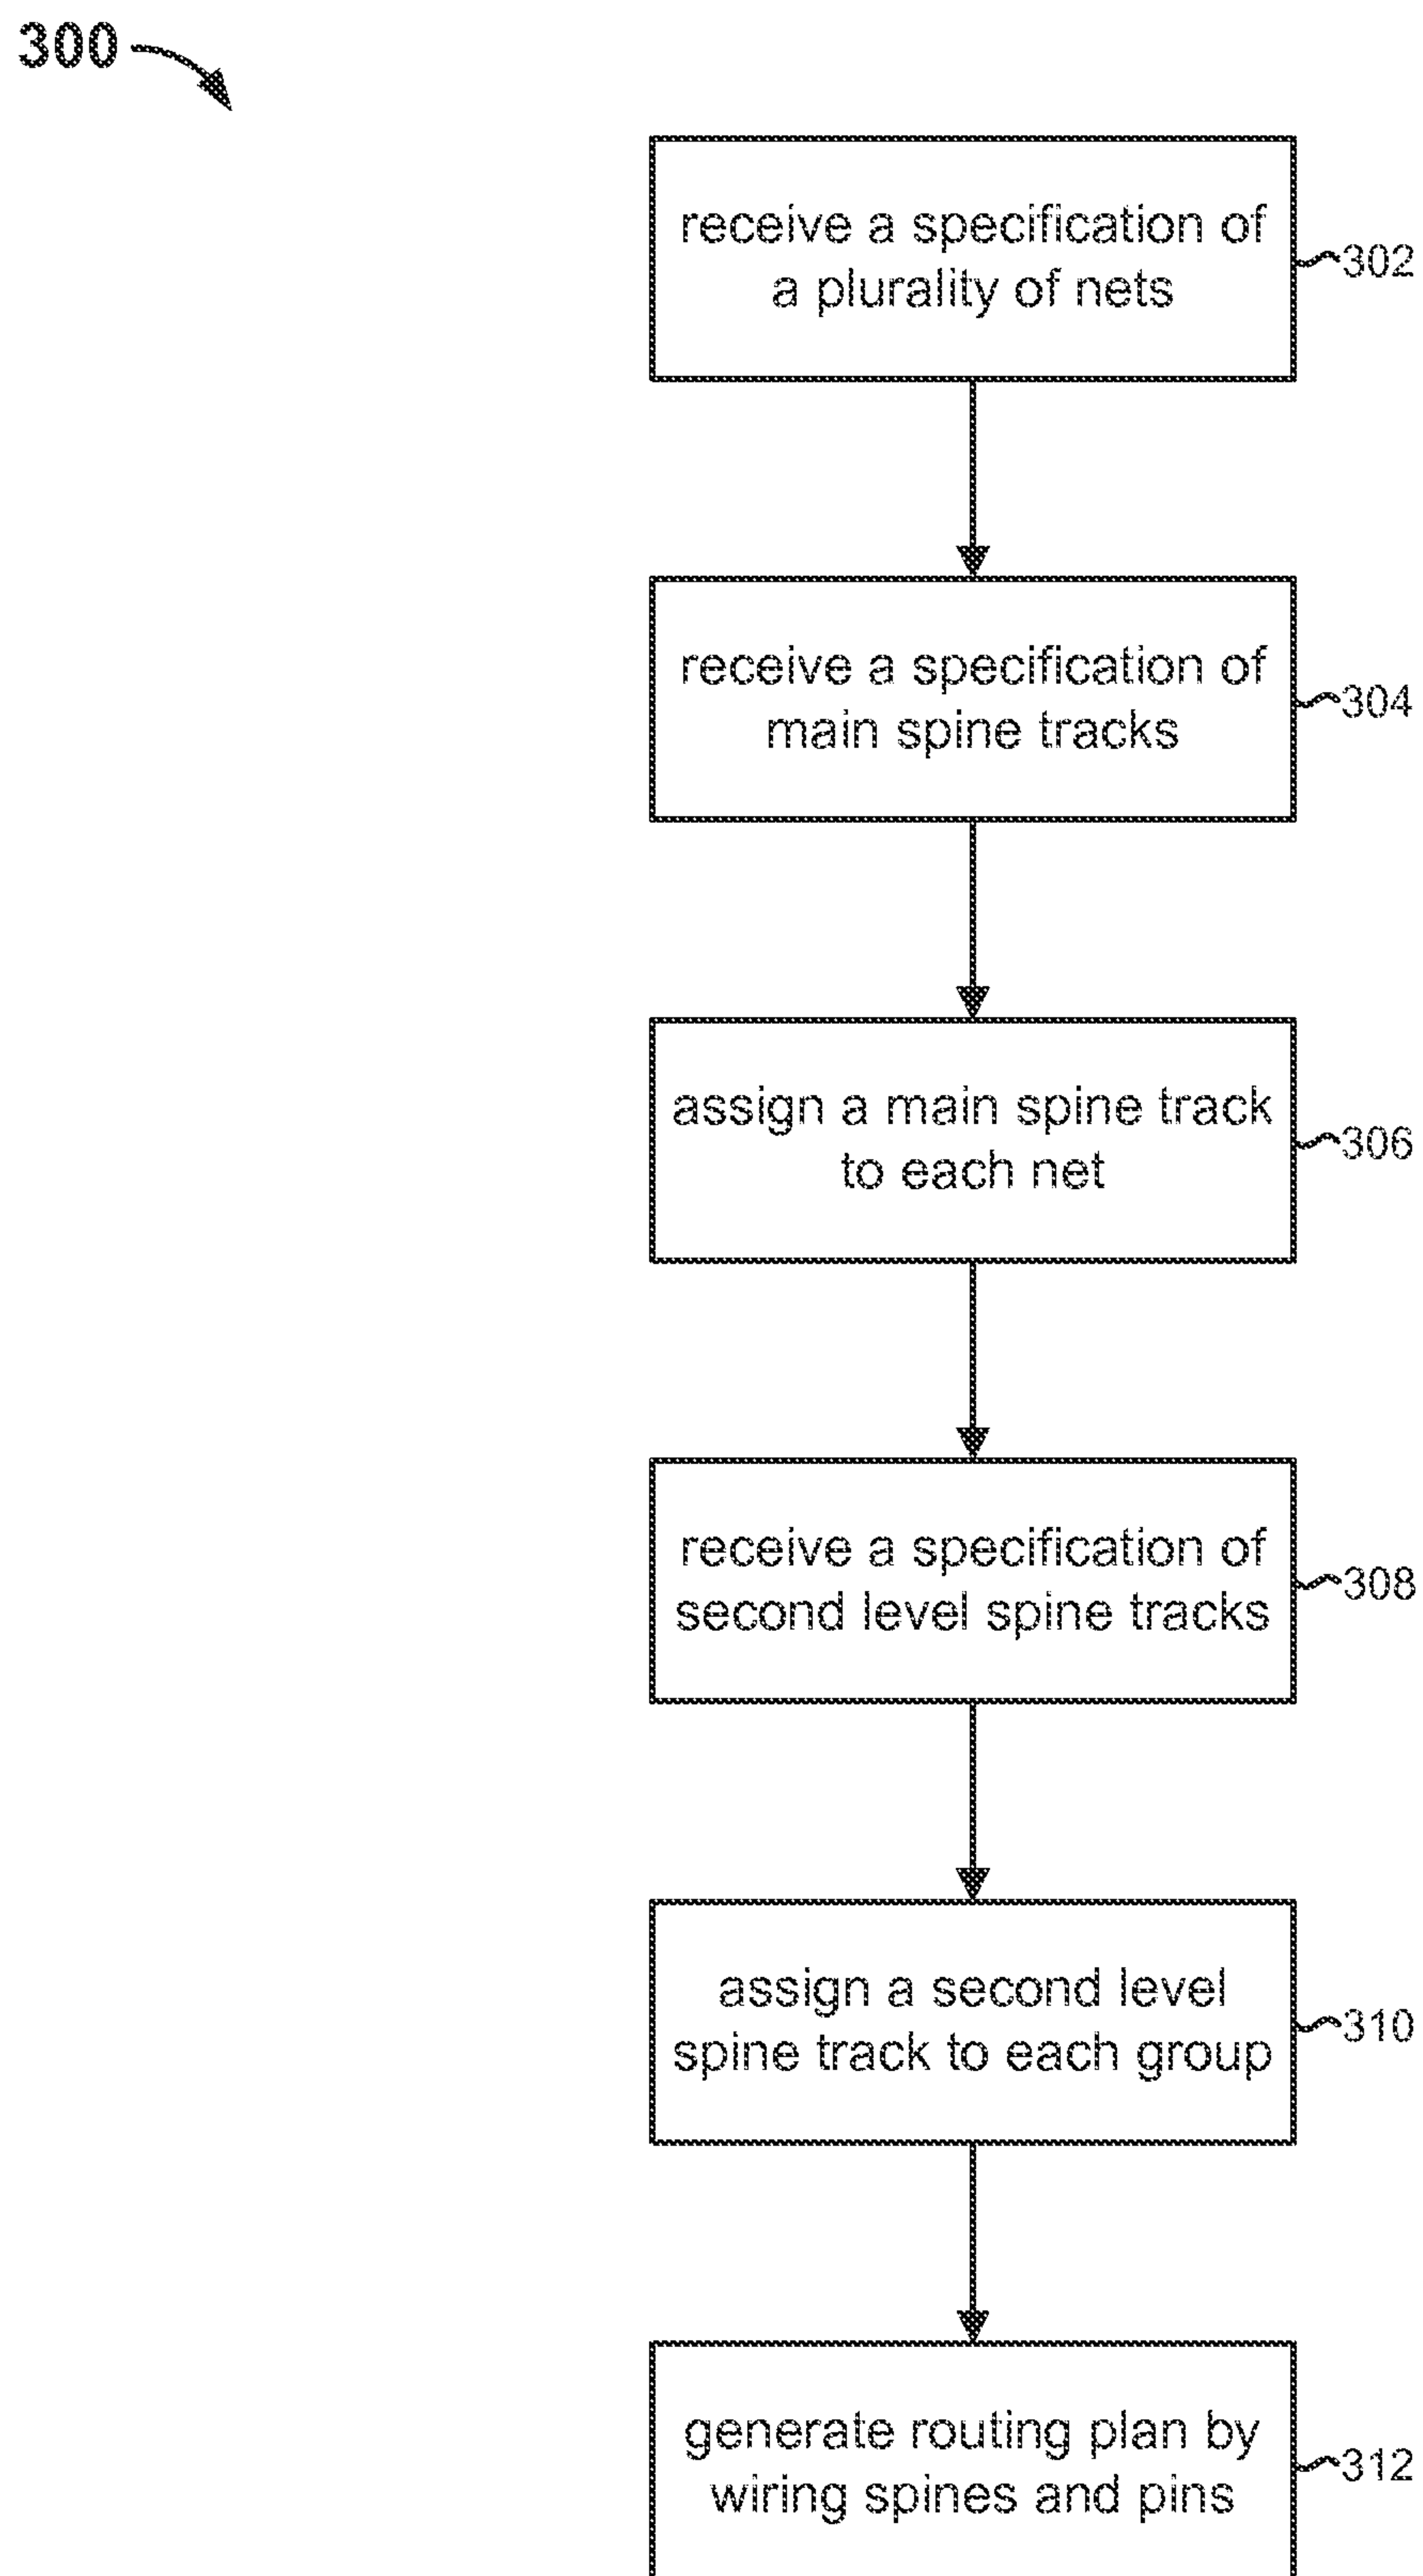 300
receive a specification of
a plurality of nets
302
receive a specification of
main spine tracks
304
assign a main spine track
to each net
306
receive a specification of
second level spine tracks
308
assign a second level
spine track to each group
310
generate routing plan by
wiring spines and pins
312